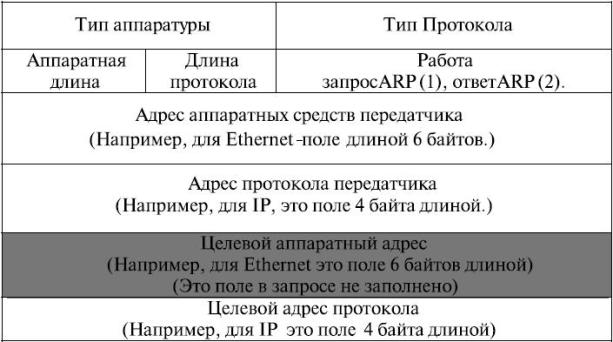 Тип аппаратуры
Тип Протокола
Аппаратная
длина
Длина
протокола
Работа
запросARP (1), ответARP (2).
Адрес аппаратных средств передатчика
(Например, для Ethernet-поле длиной 6 байтов.)
Адрес протокола передатчика
(Например, для IP, это поле 4 байта длиной.)
Целевой аппаратный адрес
(Например, для Ethernet это поле 6 байтов длиной)
(Это поле в запросе не заполнено)
Целевой адрес протокола
(Например, для IP это поле 4 байта длиной)